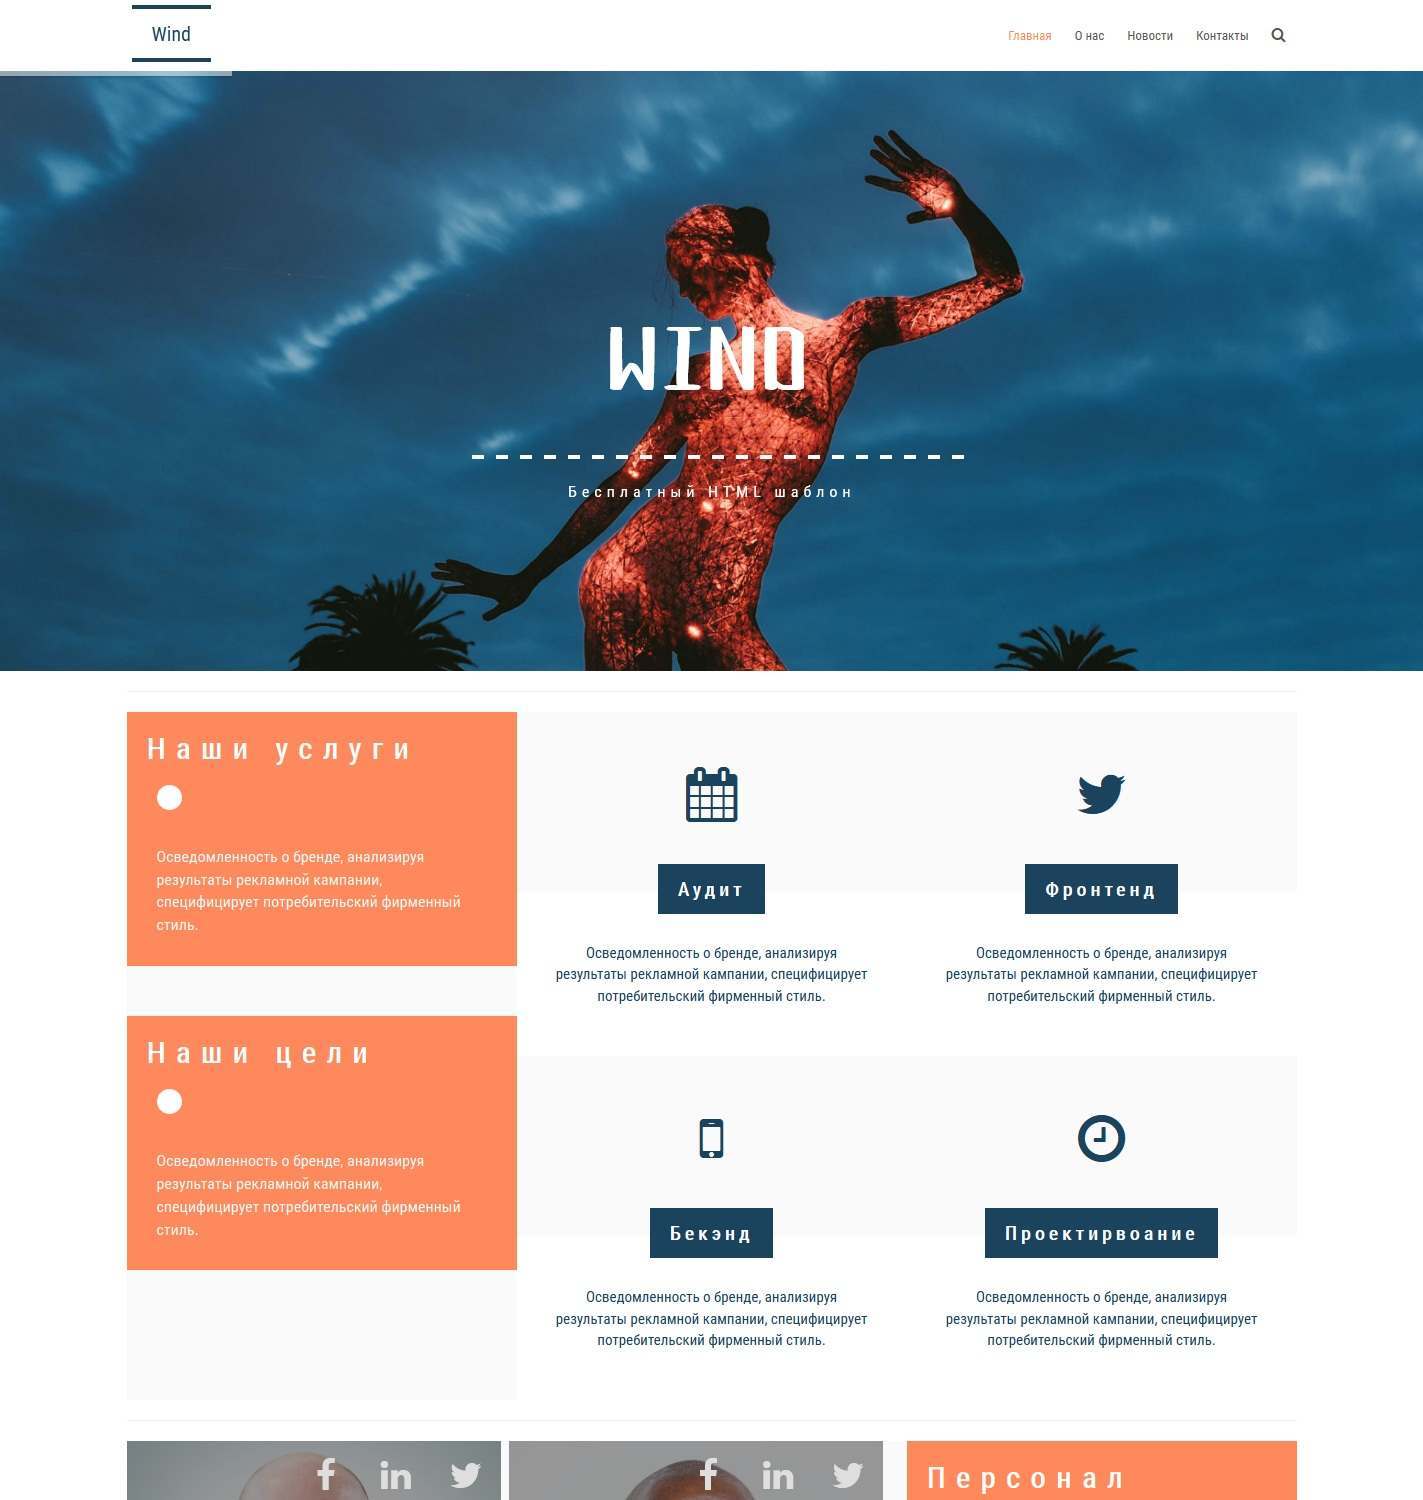 Wind
Главная О нас Новости Контакты
WIND
Бесплатный HTML шаблон
Наши услуги
Осведомленность о бренде, анализируя
результаты рекламной кампании,
специфицирует потребительский фирменный
стиль.
Аудит
Осведомленность о бренде, анализируя
результаты рекламной кампании, специфицирует
потребительский фирменный стиль.
Фронтенд
Осведомленность о бренде, анализируя
результаты рекламной кампании, специфицирует
потребительский фирменный стиль.
Наши цели
Осведомленность о бренде, анализируя
результаты рекламной кампании,
специфицирует потребительский фирменный
стиль.
Бекэнд
Осведомленность о бренде, анализируя
результаты рекламной кампании, специфицирует
потребительский фирменный стиль.
Проектирвоание
Осведомленность о бренде, анализируя
результаты рекламной кампании, специфицирует
потребительский фирменный стиль.
Персонал